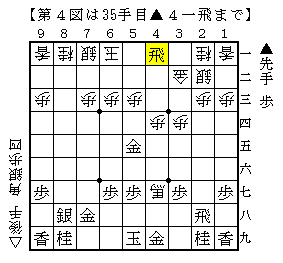 【第４図は35手目▲４一飛まで】
９ ８ ７ ６ ５ ４ ３ ２ １
香 桂 銀 玉 飛 桂 香 一
金 銀 二
歩 歩 歩 歩 歩 歩 三
歩 歩 四
金 五
六
歩 歩 歩 馬 歩 歩 七
銀 金 飛 八
香 桂 玉 金 桂 香 九
▲先手 歩
△後手 角銀歩四